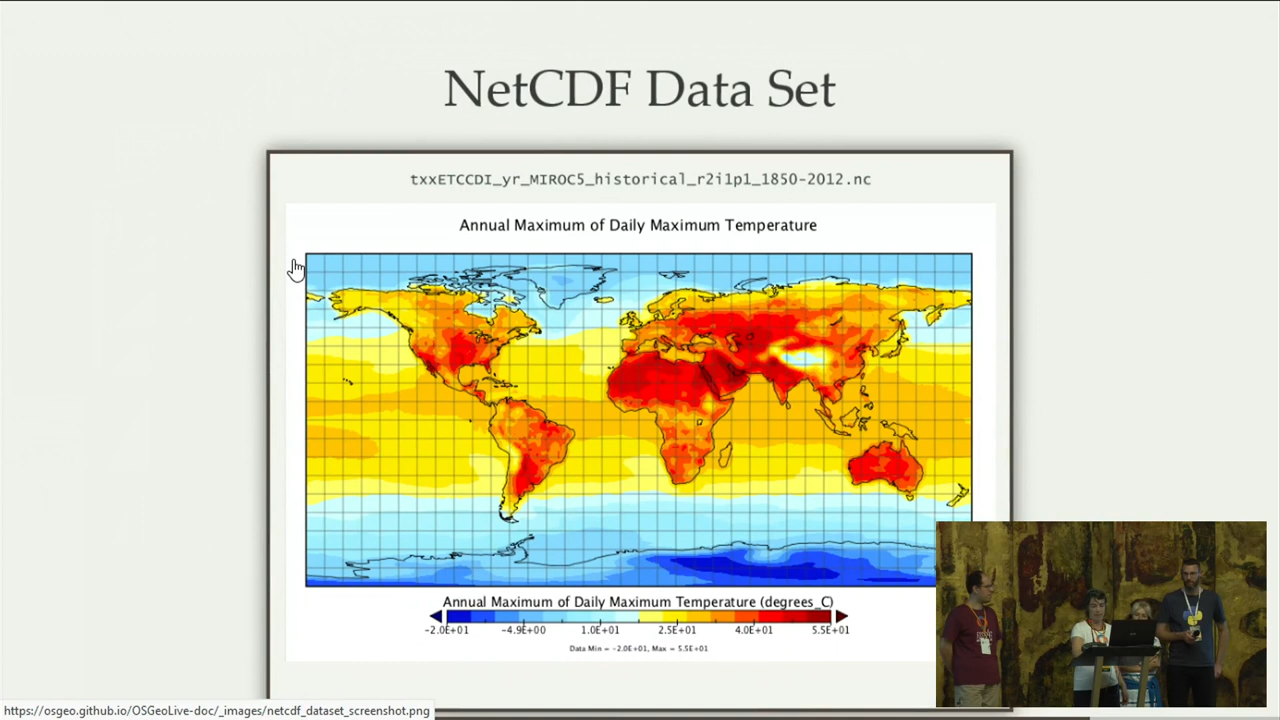 NetCDF Data Set
txxETCCDI_yr_MIROC5_historical_r2i1p1_1850-2012.nc
Annual Maximum of Daily Maximum Temperature
Annual Maximum of Daily Maximum Temperature (degrees_C)
-2.0E+01 -4.9E+00 1.0E+01 2.5E+01 4.0E+01 5.5E+01
Data Min = -2.0E+01, Max = 5.5E+01
https://osgeo.github.io/OSGeoLive-doc/_images/netcdf_dataset_screenshot.png